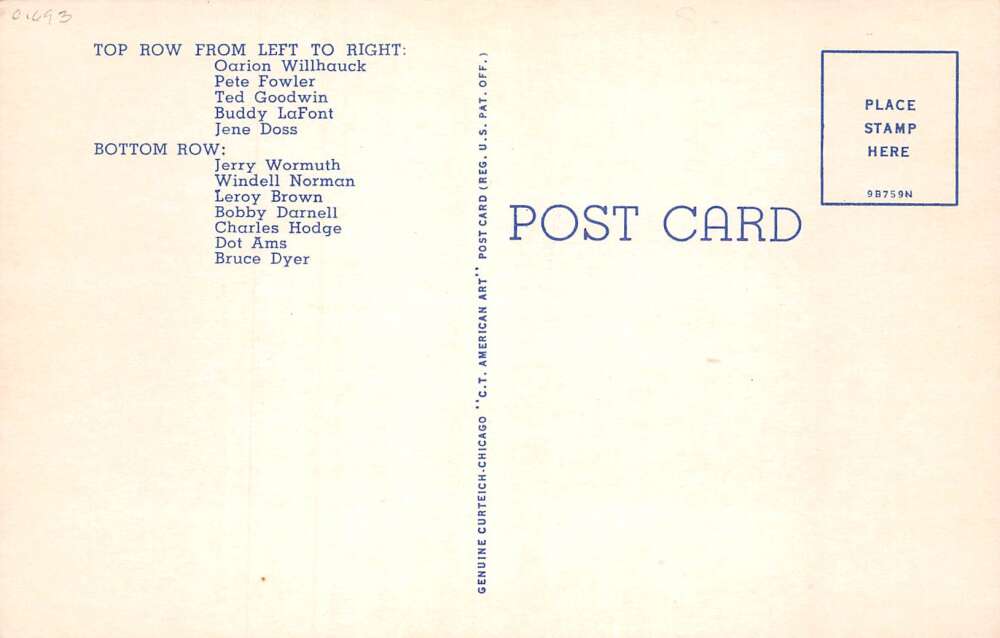 0.693
TOP ROW FROM LEFT TO RIGHT:
Oarion Willhauck
Pete Fowler
Ted Goodwin
Buddy LaFont
Jene Doss
BOTTOM ROW:
Jerry Wormuth
Windell Norman
Leroy Brown
Bobby Darnell
Charles Hodge
Dot Ams
Bruce Dyer
GENUINE CURTEICH-CHICAGO "C.T. AMERICAN ART" POST CARD (REG. U.S. PAT. OFF.)
POST CARD
PLACE
STAMP
HERE
9B759N